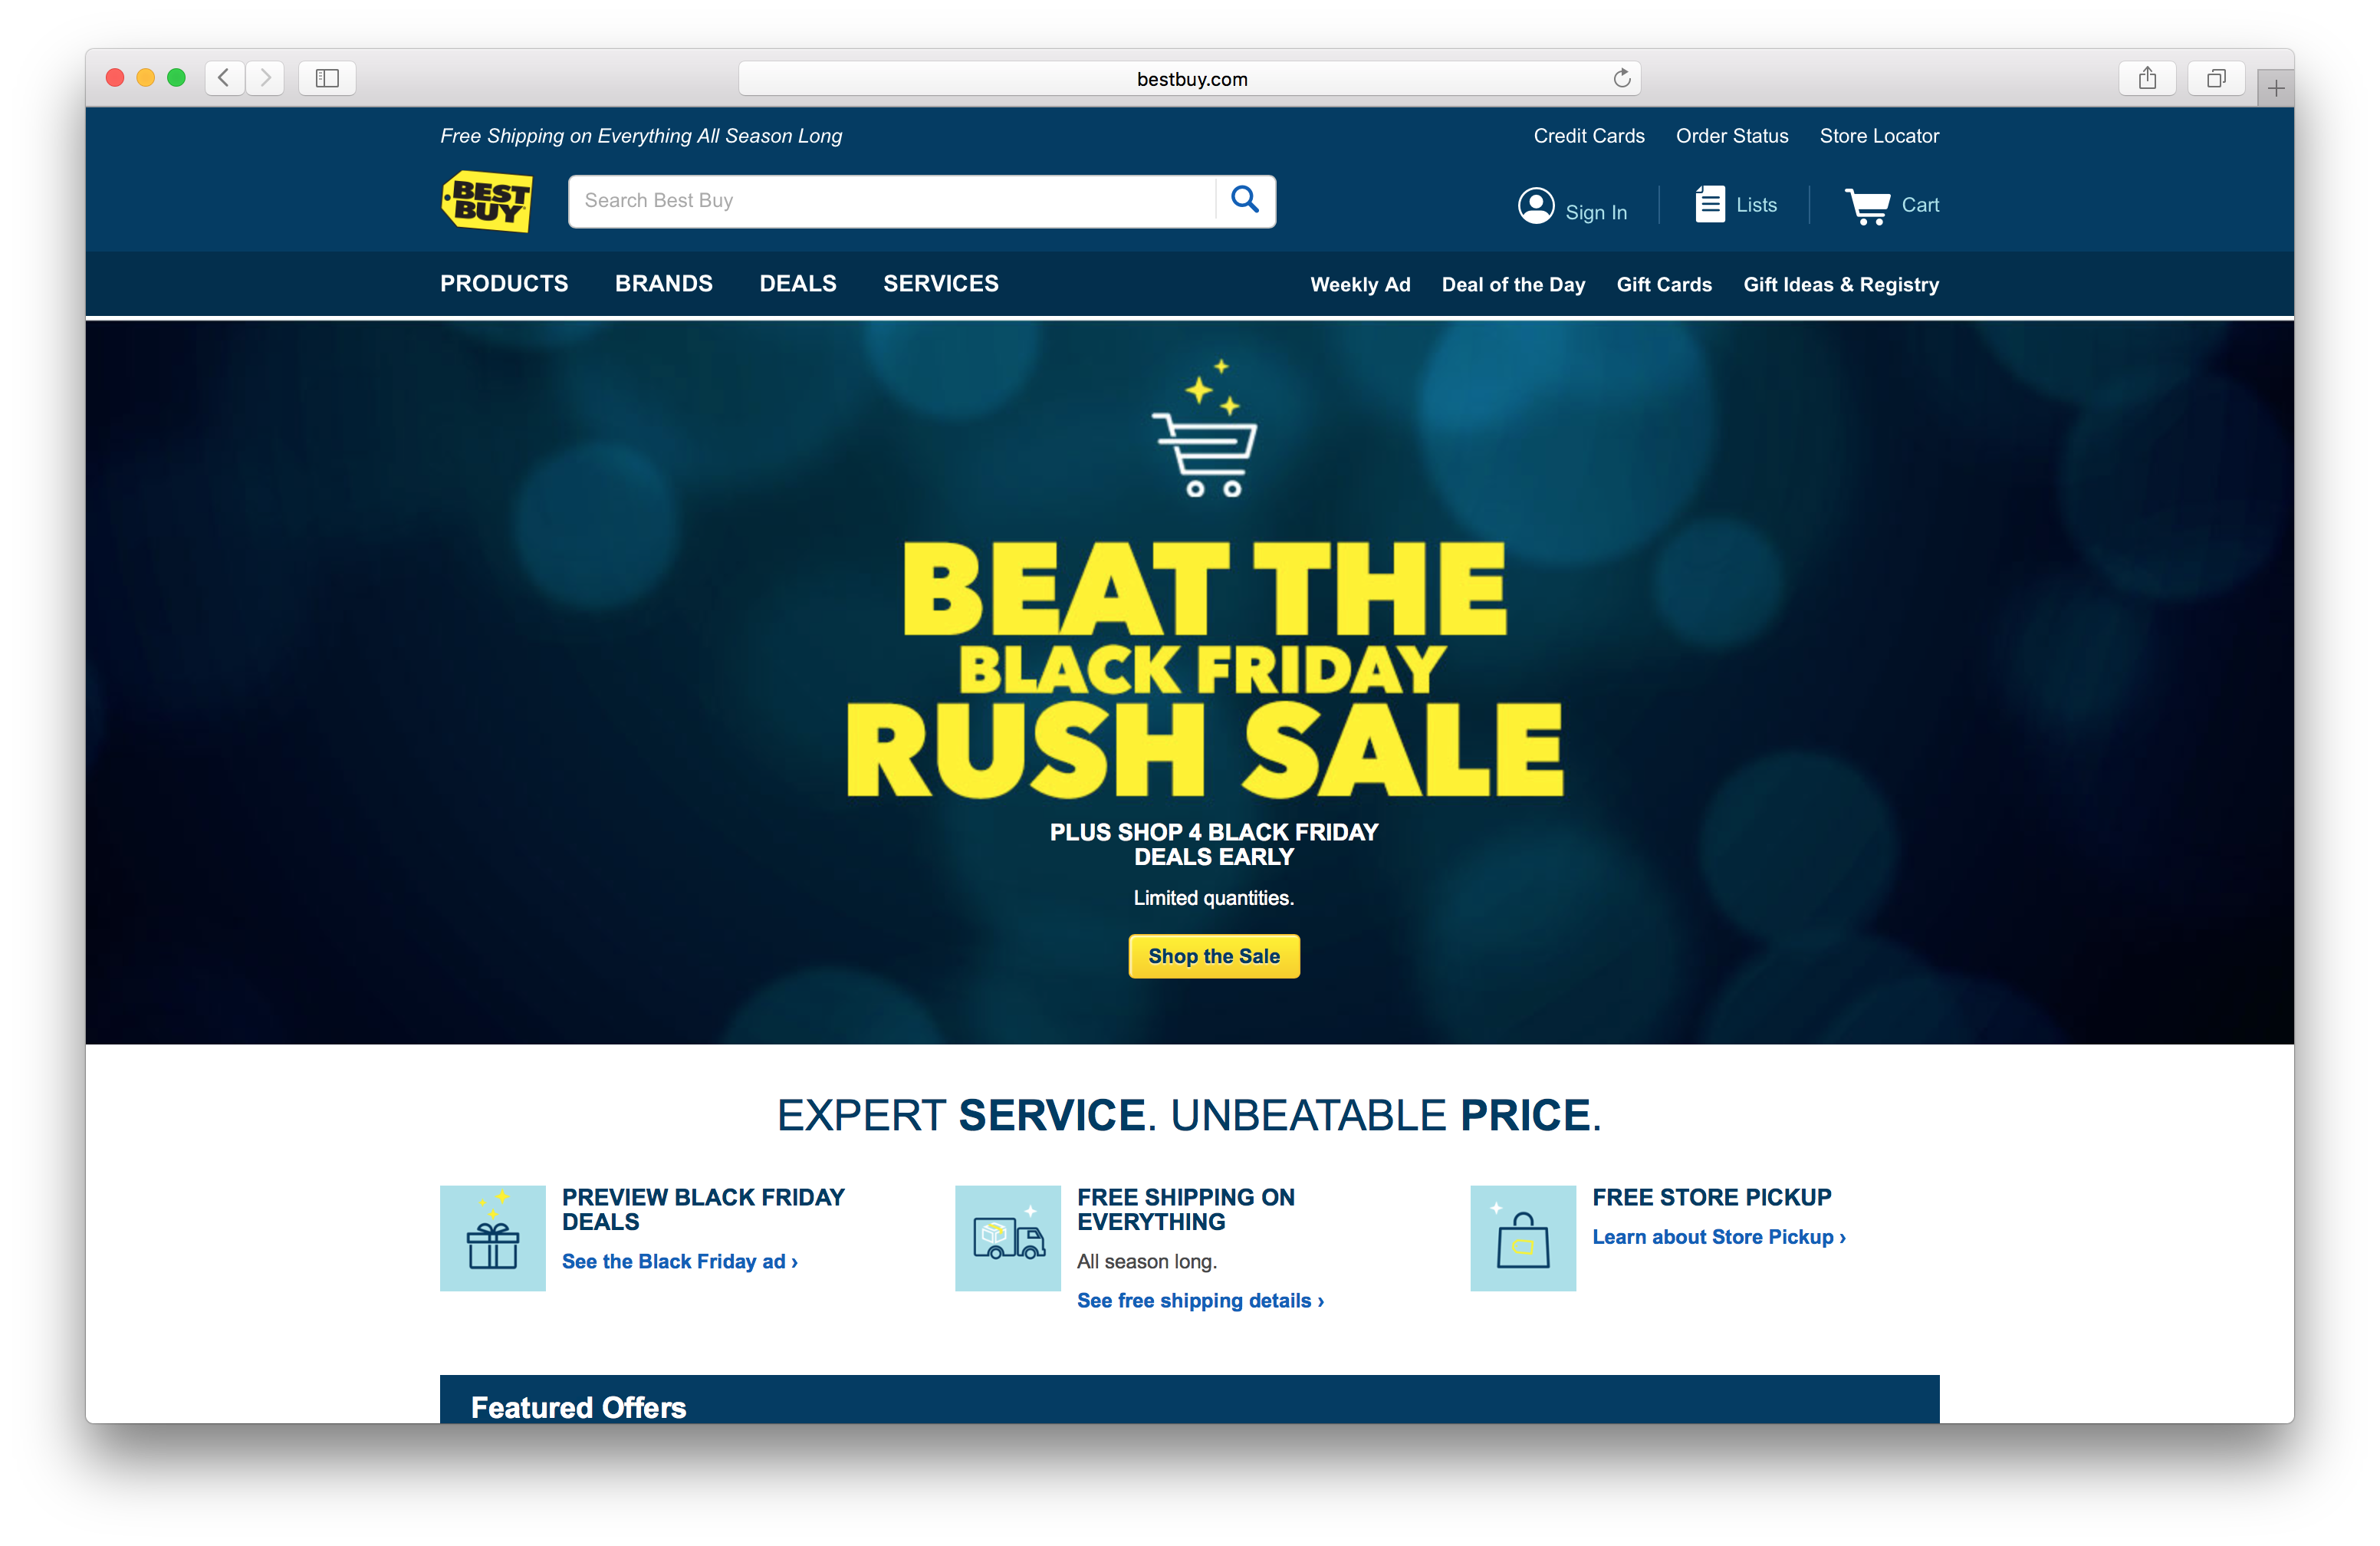 bestbuy.com
Free Shipping on Everything All Season Long
Credit Cards Order Status Store Locator
BEST
BUY
Search Best Buy
Sign In Lists Cart
PRODUCTS BRANDS DEALS SERVICES
Weekly Ad Deal of the Day Gift Cards Gift Ideas & Registry
BEAT THE
BLACK FRIDAY
RUSH SALE
PLUS SHOP 4 BLACK FRIDAY
DEALS EARLY
Limited quantities.
Shop the Sale
EXPERT SERVICE. UNBEATABLE PRICE.
PREVIEW BLACK FRIDAY
DEALS
See the Black Friday ad ›
FREE SHIPPING ON
EVERYTHING
All season long.
See free shipping details ›
FREE STORE PICKUP
Learn about Store Pickup ›
Featured Offers